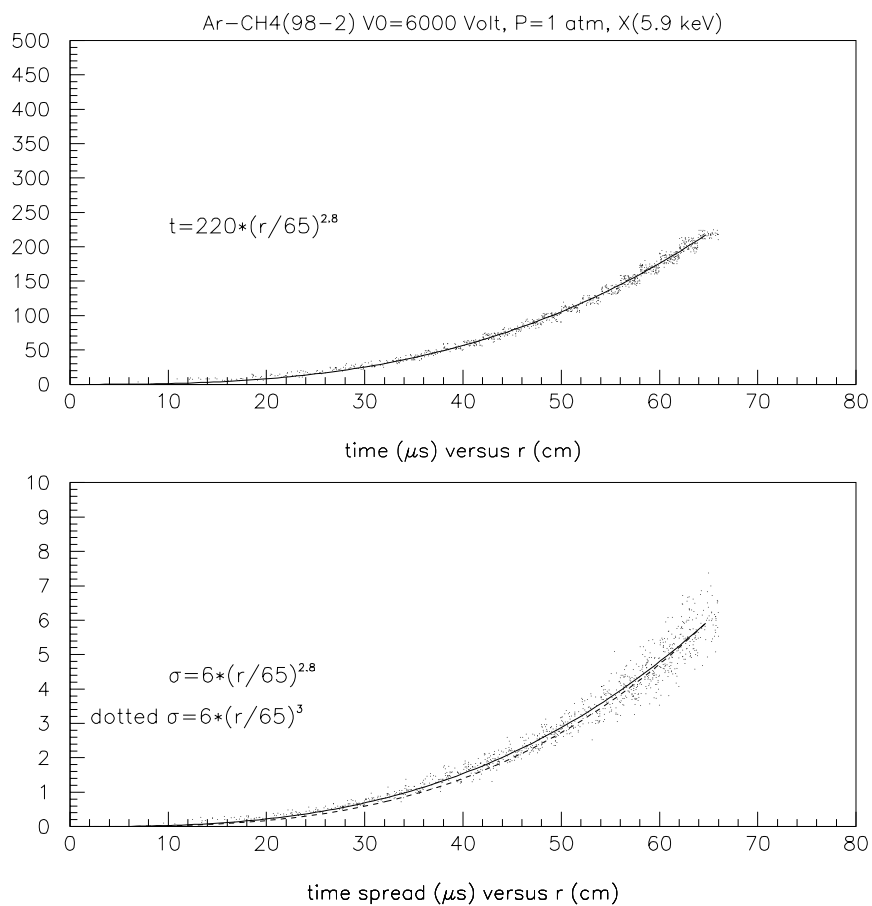 Ar-CH4(98-2) V0=6000 Volt, P=1 atm, X(5.9 keV)
500
450
400
350
300
250
200
150
100
50
0
t=220*(r/65)^2.8
0 10 20 30 40 50 60 70 80
time (μs) versus r (cm)
10
9
8
7
6
5
4
3
2
1
0
σ=6*(r/65)^2.8
dotted σ=6*(r/65)^3
0 10 20 30 40 50 60 70 80
time spread (μs) versus r (cm)